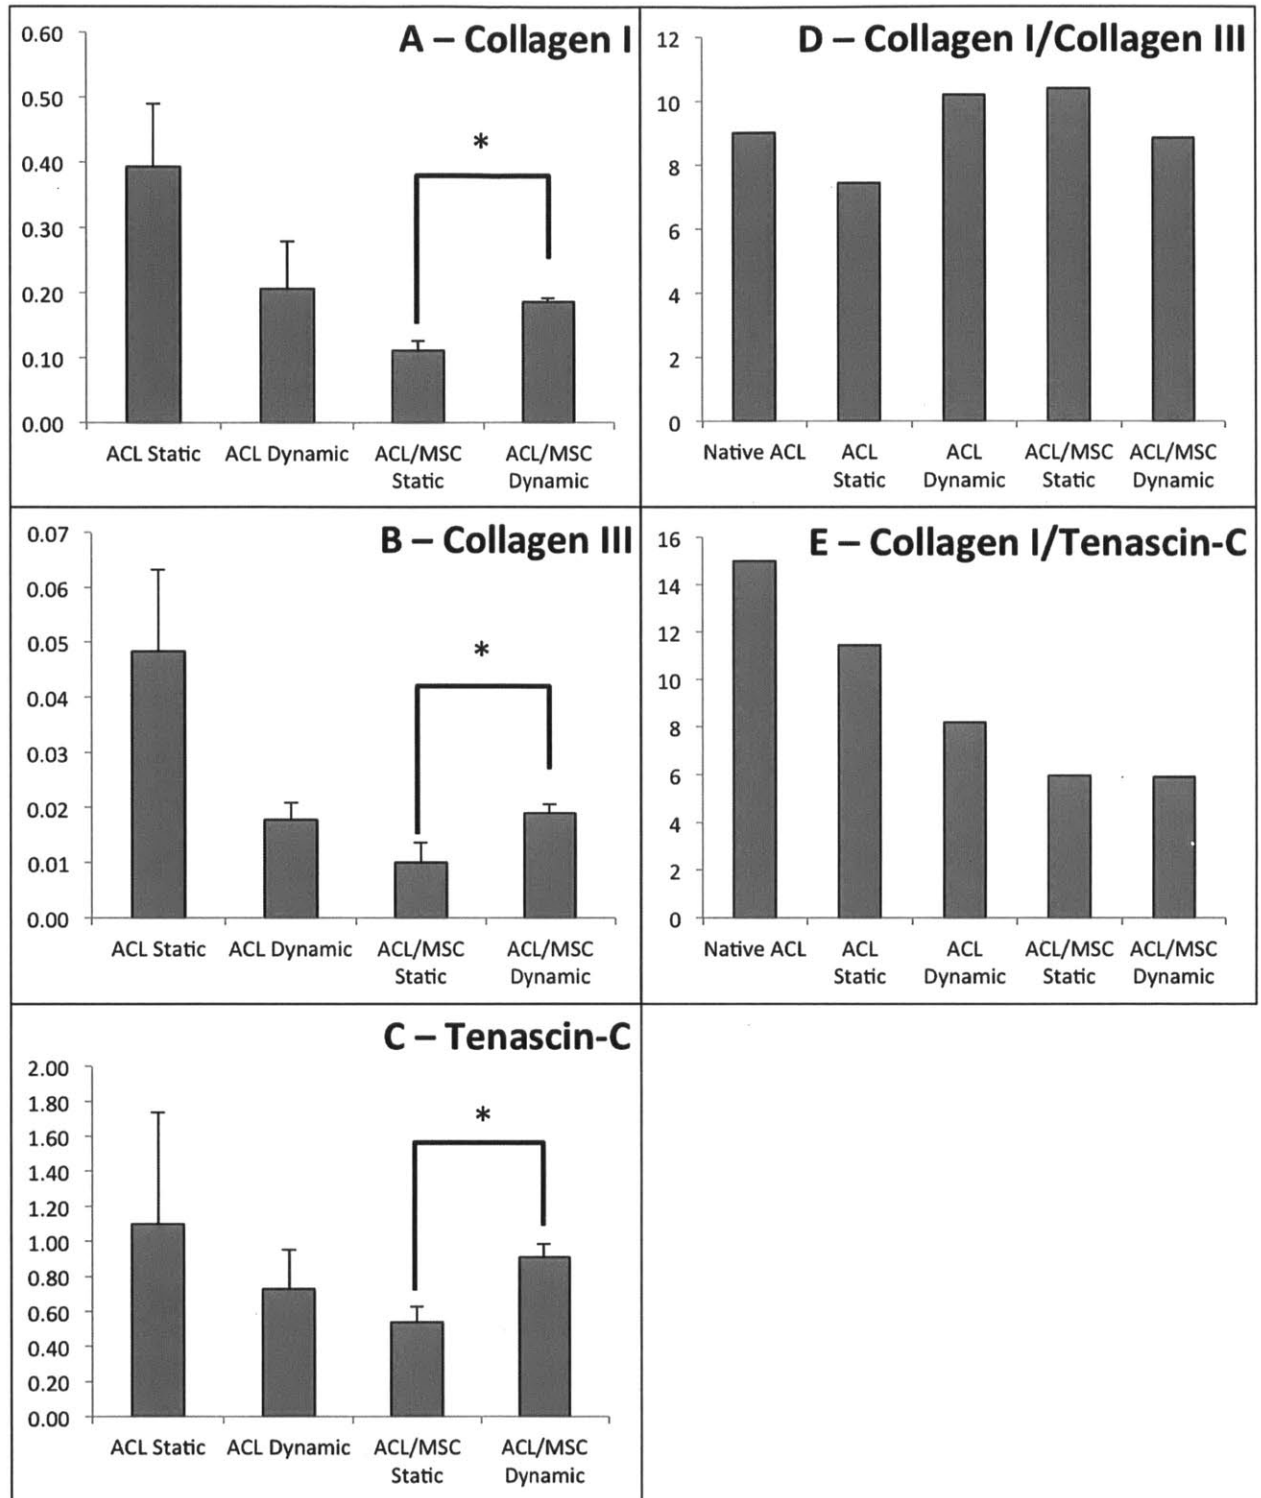 A – Collagen I
0.60
0.50
0.40
0.30
0.20
0.10
0.00
*
ACL Static
ACL Dynamic
ACL/MSC
Static
ACL/MSC
Dynamic
D – Collagen I/Collagen III
12
10
8
6
4
2
0
Native ACL
ACL
Static
ACL
Dynamic
ACL/MSC
Static
ACL/MSC
Dynamic
B – Collagen III
0.07
0.06
0.05
0.04
0.03
0.02
0.01
0.00
*
ACL Static
ACL Dynamic
ACL/MSC
Static
ACL/MSC
Dynamic
E – Collagen I/Tenascin-C
16
14
12
10
8
6
4
2
0
Native ACL
ACL
Static
ACL
Dynamic
ACL/MSC
Static
ACL/MSC
Dynamic
C – Tenascin-C
2.00
1.80
1.60
1.40
1.20
1.00
0.80
0.60
0.40
0.20
0.00
*
ACL Static
ACL Dynamic
ACL/MSC
Static
ACL/MSC
Dynamic